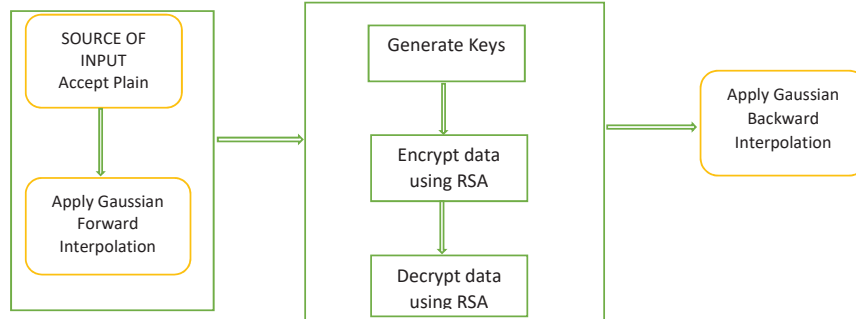 SOURCE OF
INPUT
Accept Plain
Apply Gaussian
Forward
Interpolation
Generate Keys
Encrypt data
using RSA
Decrypt data
using RSA
Apply Gaussian
Backward
Interpolation